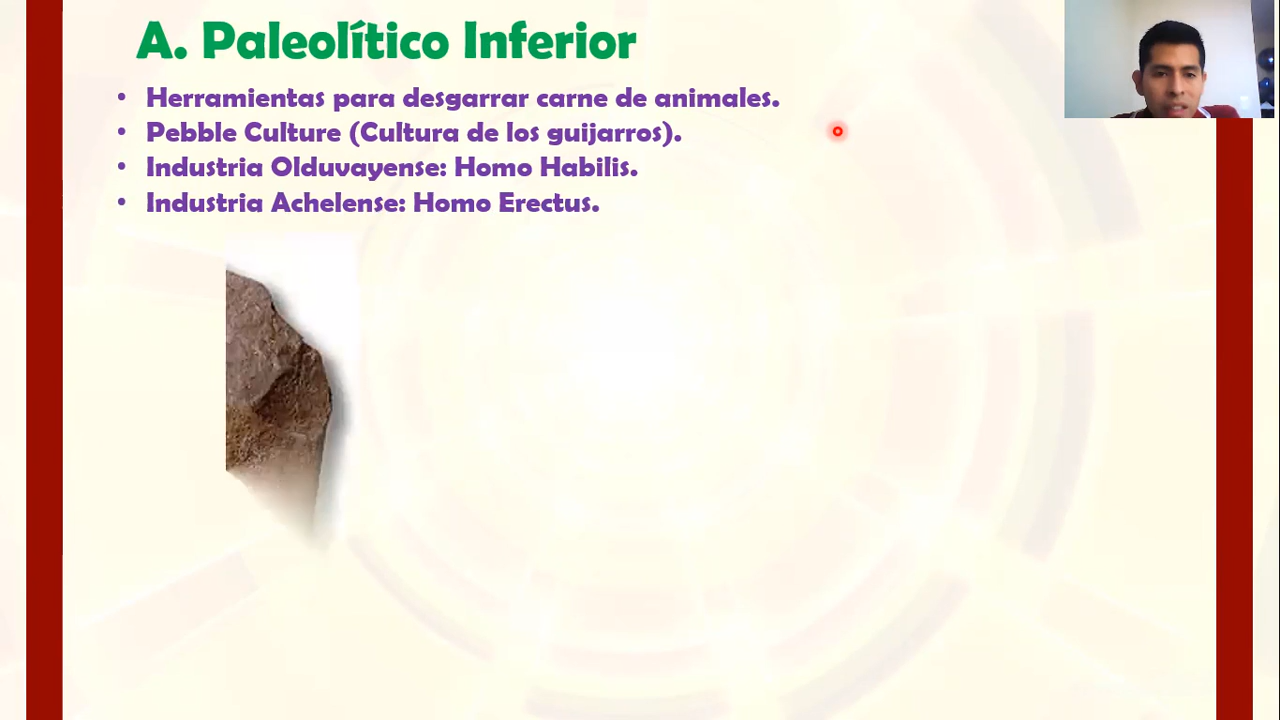 A. Paleolítico Inferior
• Herramientas para desgarrar carne de animales.
• Pebble Culture (Cultura de los guijarros).
• Industria Olduvayense: Homo Habilis.
• Industria Achelense: Homo Erectus.